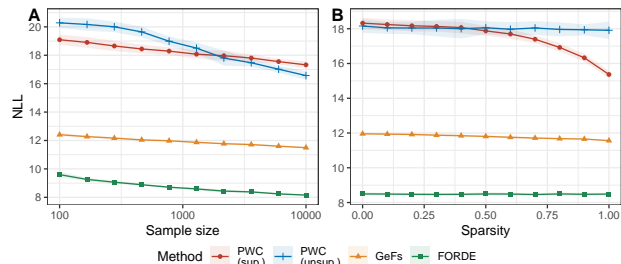 A
B
NLL
20
18
16
14
12
10
8
100
1000
10000
Sample size
18
16
14
12
10
8
0.00
0.25
0.50
0.75
1.00
Sparsity
Method
PWC (sup.)
PWC (unsup.)
GeFs
FORDE